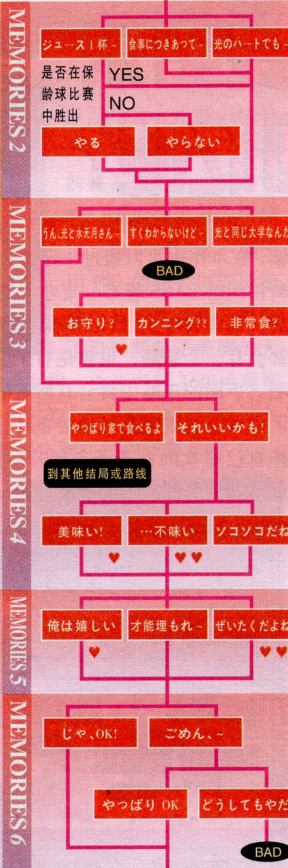 MEMORIES 2
ジュース1杯~
食事につきあって~
光のハートでも~
是否在保
龄球比赛
中胜出
YES
NO
やる
やらない
MEMORIES 3
うん、光と水无月さん~
すくわからないけど~
光と同じ大学なんだ
BAD
お守り?
カンニング??
非常食?
MEMORIES 4
やつぱり家で食べるよ
それいいかも!
到其他结局或路线
美味い!
…不味い
ソコソコだね
MEMORIES 5
俺は嬉しい
才能埋もれ~
ぜいたくだよね
MEMORIES 6
じゃ、OK!
ごめん、~
やつぱり OK
どうしてもやだ
BAD